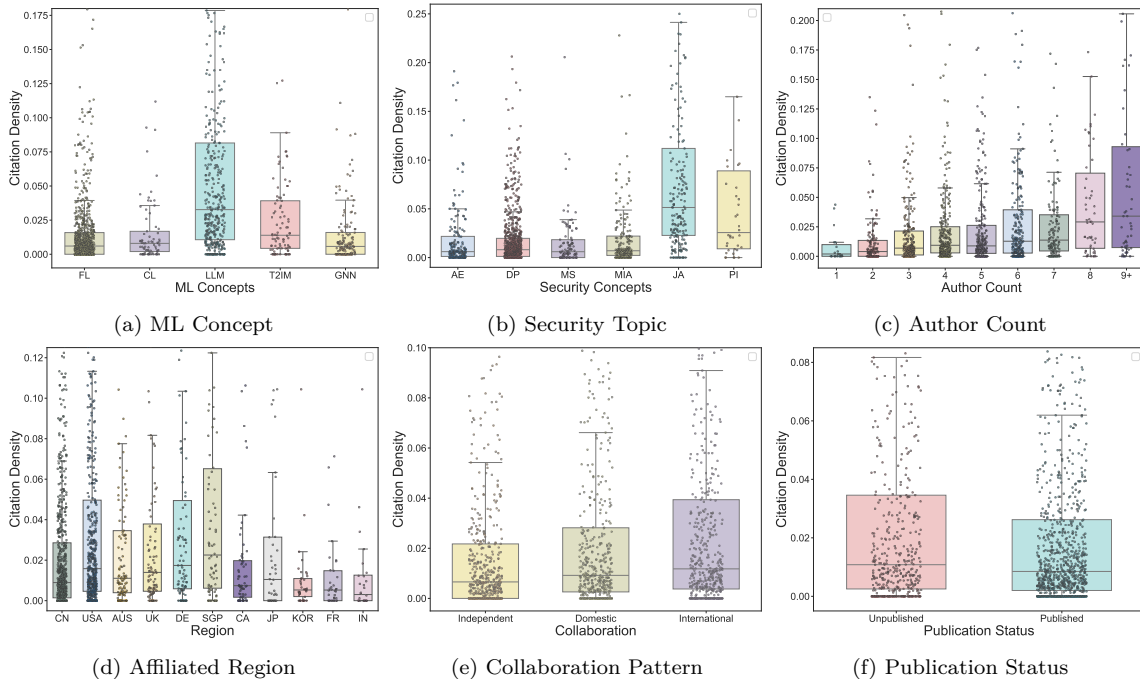 0.175
0.150
0.125
0.100
0.075
0.050
0.025
0.000
Citation Density
FL CL LLM T2IM GNN
ML Concepts
(a) ML Concept
0.25
0.20
0.15
0.10
0.05
0.00
Citation Density
AE DP MS MIA JA PI
Security Concepts
(b) Security Topic
0.200
0.175
0.150
0.125
0.100
0.075
0.050
0.025
0.000
Citation Density
1 2 3 4 5 6 7 8 9+
Author Count
(c) Author Count
0.12
0.10
0.08
0.06
0.04
0.02
0.00
Citation Density
CN USA AUS UK DE SGP CA JP KOR FR IN
Region
(d) Affiliated Region
0.10
0.08
0.06
0.04
0.02
0.00
Citation Density
Independent Domestic International
Collaboration
(e) Collaboration Pattern
0.08
0.06
0.04
0.02
0.00
Citation Density
Unpublished Published
Publication Status
(f) Publication Status